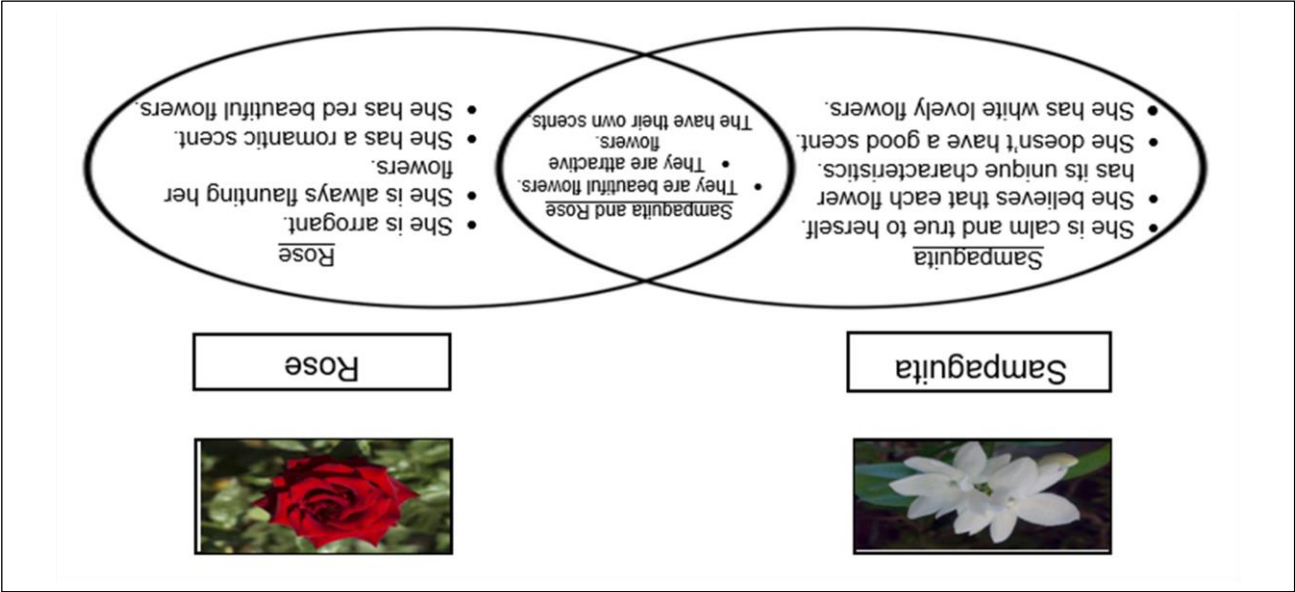 Sampaguita
Rose
Sampaguita
• She is calm and true to herself.
• She believes that each flower
has its unique characteristics.
• She doesn't have a good scent.
• She has white lovely flowers.
Sampaguita and Rose
• They are beautiful flowers.
• They are attractive
flowers.
The have their own scents.
Rose
• She is arrogant.
• She is always flaunting her
flowers.
• She has a romantic scent.
• She has red beautiful flowers.